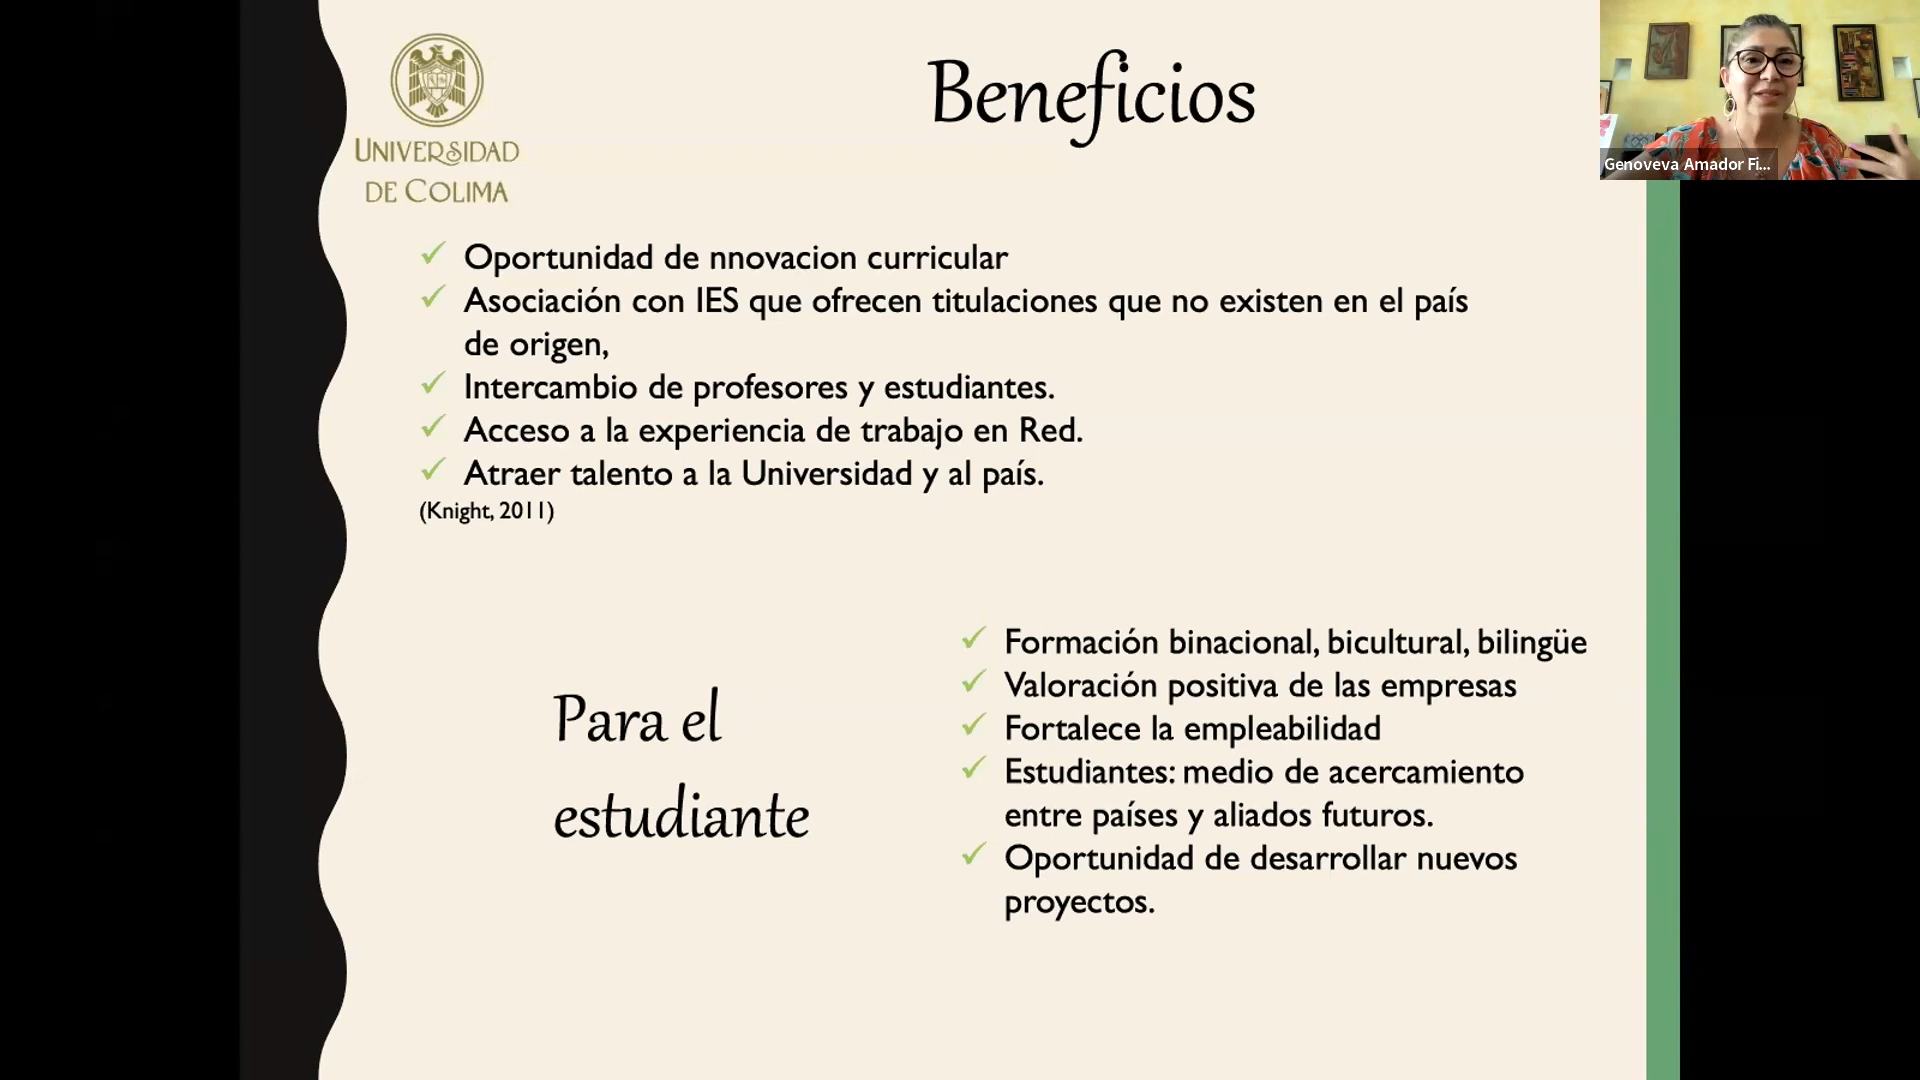 UNIVERSIDAD
DE COLIMA
Beneficios
Genoveva Amador Fi...
Oportunidad de nnovacion curricular
Asociación con IES que ofrecen titulaciones que no existen en el país
de origen,
Intercambio de profesores y estudiantes.
Acceso a la experiencia de trabajo en Red.
Atraer talento a la Universidad y al país.
(Knight, 2011)
Para el
estudiante
Formación binacional, bicultural, bilingüe
Valoración positiva de las empresas
Fortalece la empleabilidad
Estudiantes: medio de acercamiento
entre países y aliados futuros.
Oportunidad de desarrollar nuevos
proyectos.